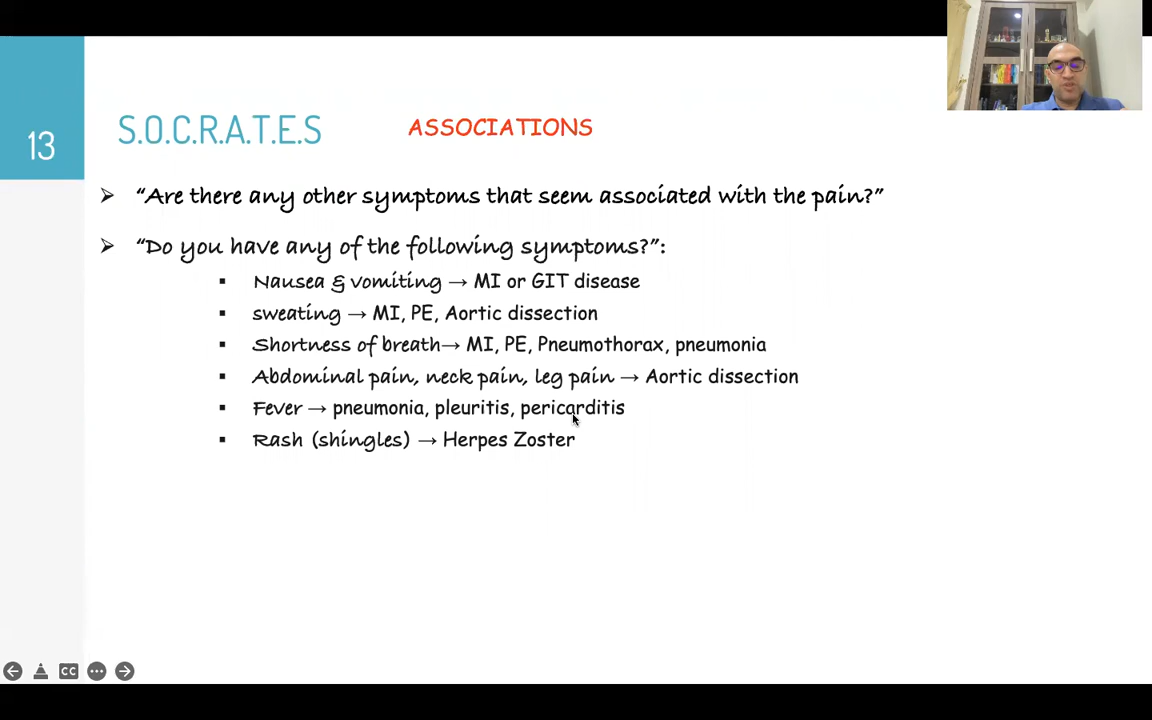 13
S.O.C.R.A.T.E.S
ASSOCIATIONS
➢ “Are there any other symptoms that seem associated with the pain?”
➢ “Do you have any of the following symptoms?”:
▪ Nausea & vomiting → MI or GIT disease
▪ sweating → MI, PE, Aortic dissection
▪ Shortness of breath→ MI, PE, Pneumothorax, pneumonia
▪ Abdominal pain, neck pain, leg pain → Aortic dissection
▪ Fever → pneumonia, pleuritis, pericarditis
▪ Rash (shingles) → Herpes Zoster
CC